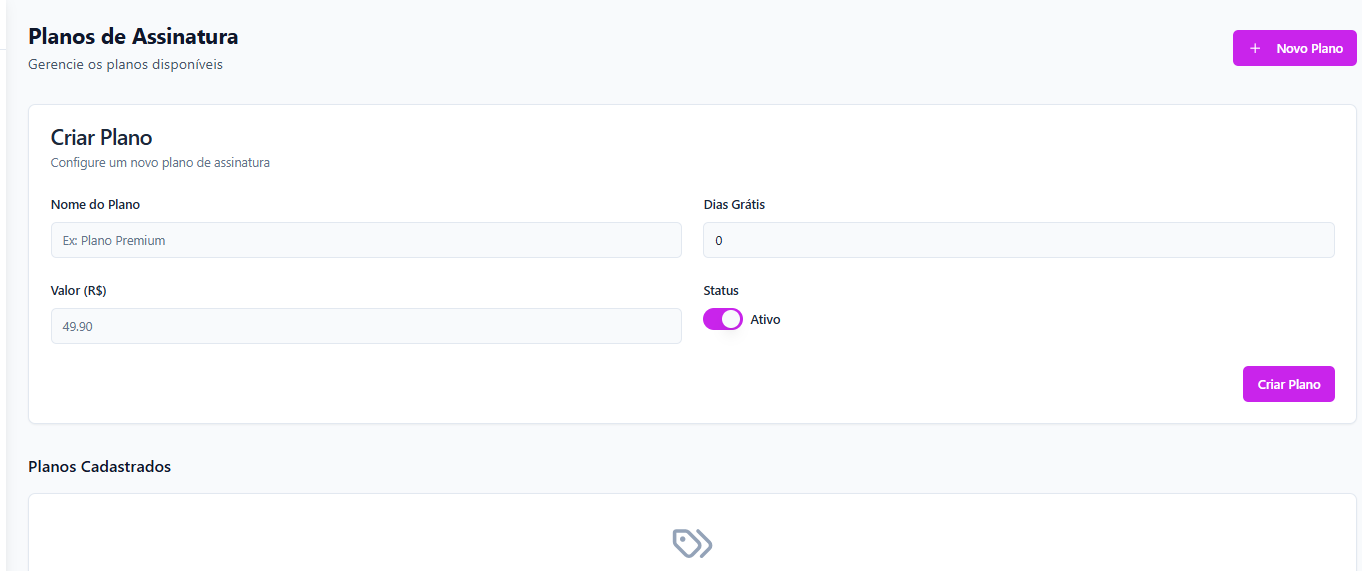 Planos de Assinatura
Gerencie os planos disponíveis
+ Novo Plano
Criar Plano
Configure um novo plano de assinatura
Nome do Plano
Dias Grátis
Ex: Plano Premium
0
Valor (R$)
Status
49.90
Ativo
Criar Plano
Planos Cadastrados